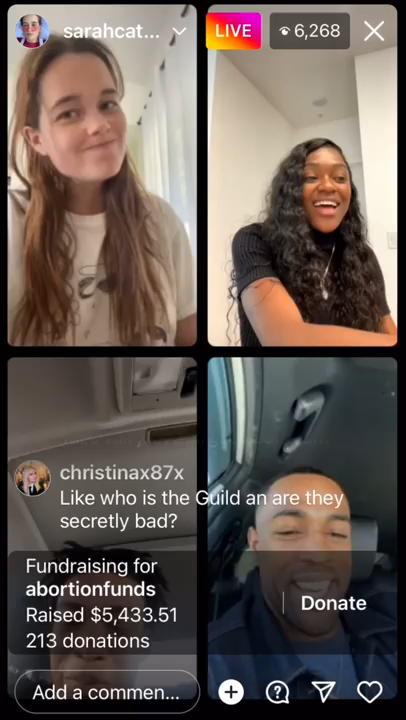 sarahcat...
LIVE
6,268
christinax87x
Like who is the Guild an are they
secretly bad?
Fundraising for
abortionfunds
Raised $5,433.51
213 donations
Donate
Add a commen...